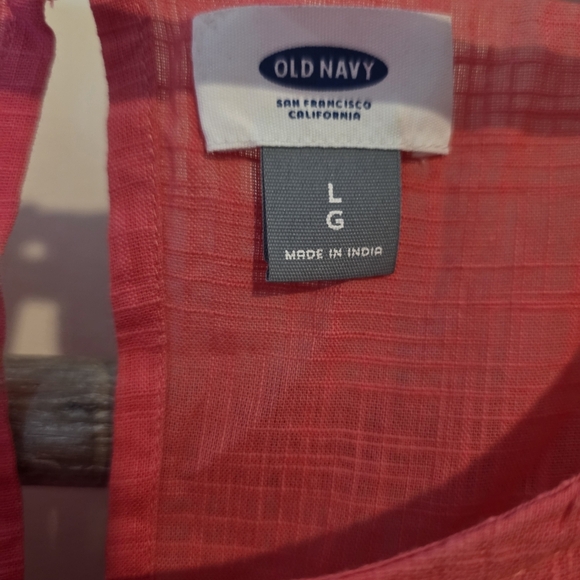 OLD NAVY
SAN FRANCISCO
CALIFORNIA
L
G
MADE IN INDIA